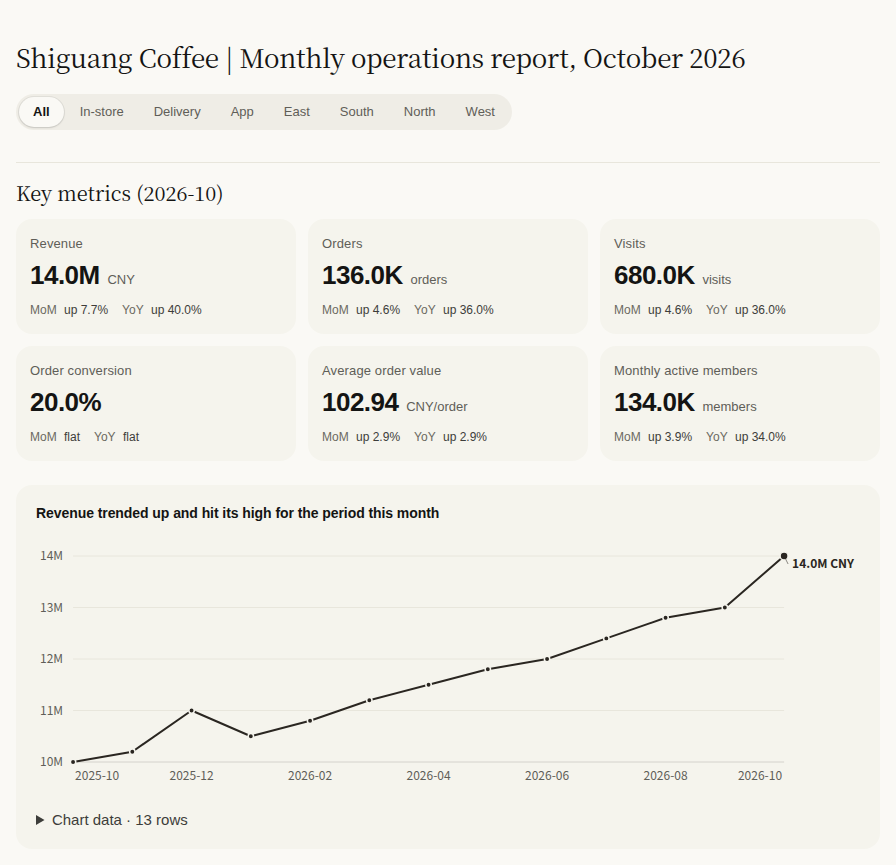 Shiguang Coffee | Monthly operations report, October 2026
All In-store Delivery App East South North West
Key metrics (2026-10)
Revenue Orders Visits
14.0M CNY 136.0K orders 680.0K visits
MoM up 7.7% YoY up 40.0% MoM up 4.6% YoY up 36.0% MoM up 4.6% YoY up 36.0%
Order conversion Average order value Monthly active members
20.0% 102.94 CNY/order 134.0K members
MoM flat YoY flat MoM up 2.9% YoY up 2.9% MoM up 3.9% YoY up 34.0%
Revenue trended up and hit its high for the period this month
14M
14.0M CNY
13M
12M
11M
10M
2025-10 2025-12 2026-02 2026-04 2026-06 2026-08 2026-10
Chart data · 13 rows